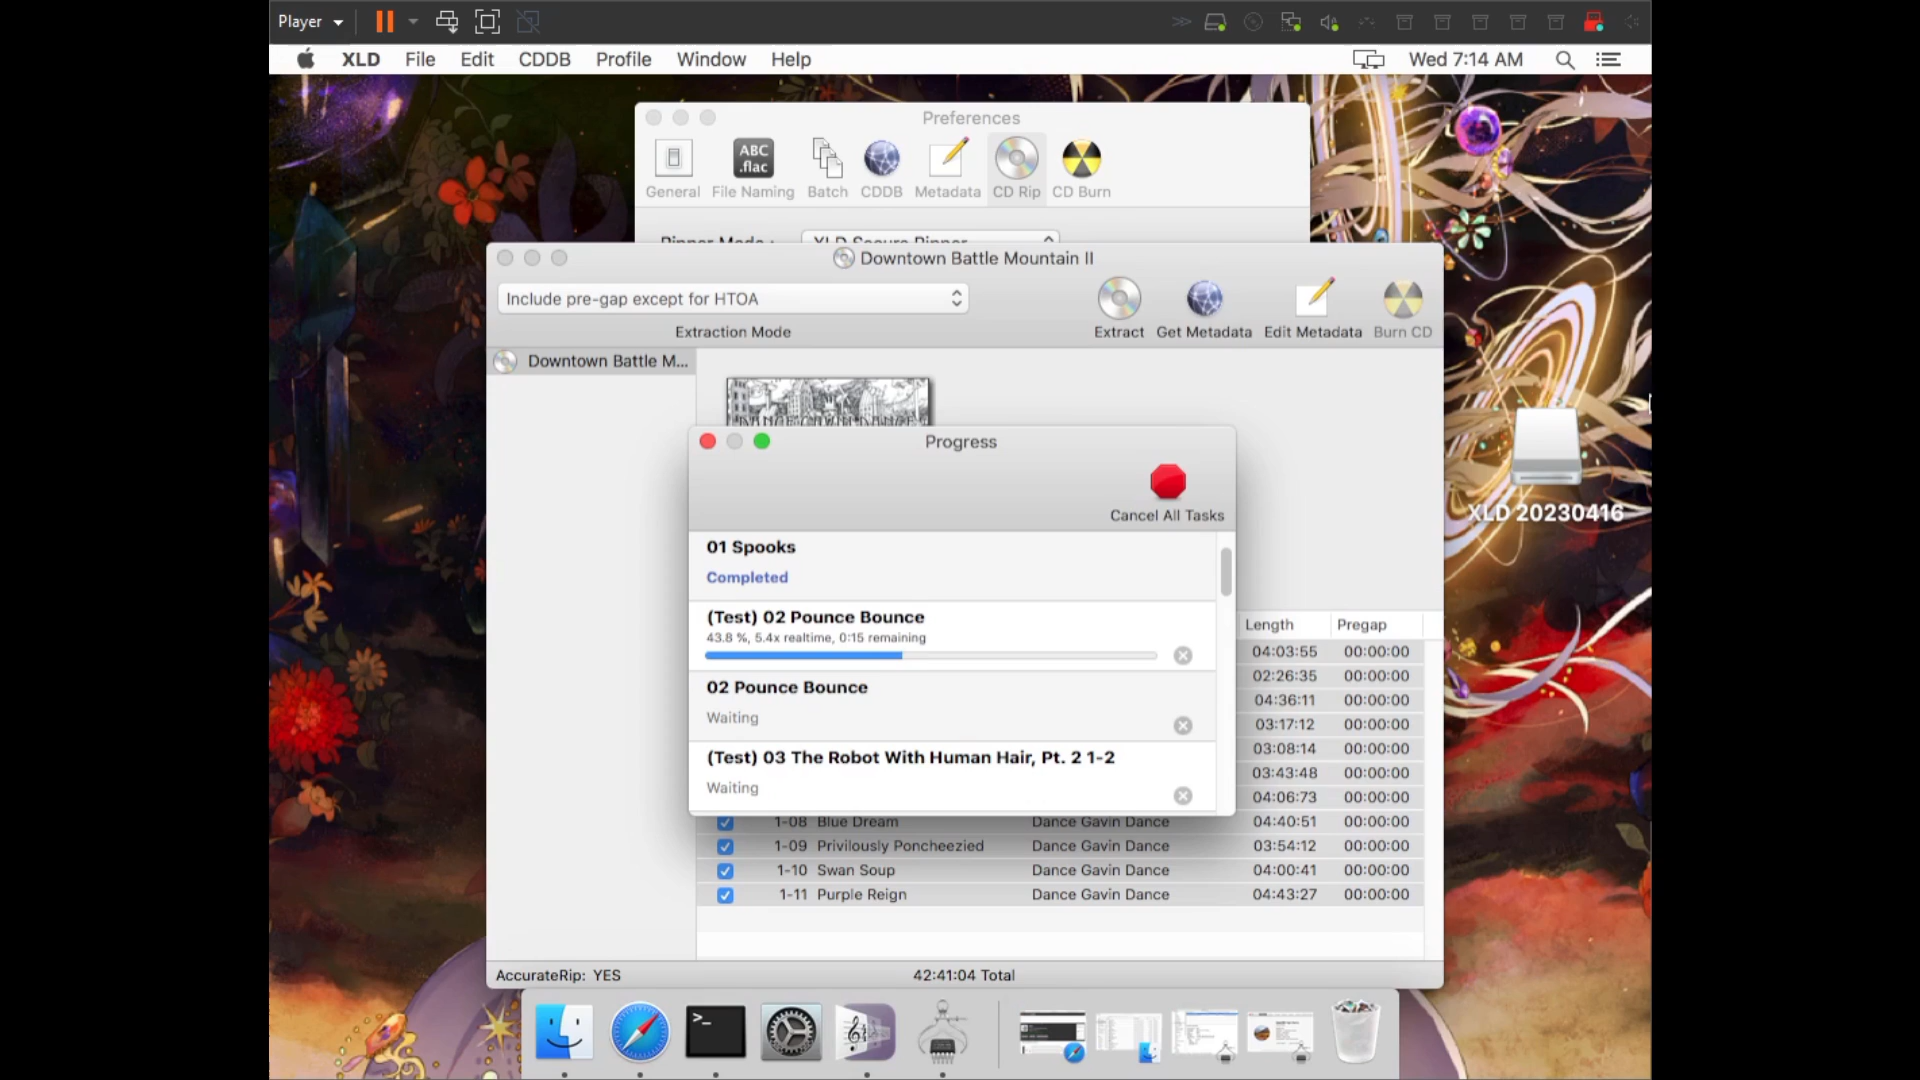 Player
XLD File Edit CDDB Profile Window Help
Wed 7:14 AM
Preferences
ABC
.flac
General File Naming Batch CDDB Metadata CD Rip CD Burn
Ripper Mode : XLD Secure Ripper
Downtown Battle Mountain II
Include pre-gap except for HTOA
Extraction Mode
Extract Get Metadata Edit Metadata Burn CD
Downtown Battle M...
Progress
Cancel All Tasks
XLD 20230416
01 Spooks
Completed
(Test) 02 Pounce Bounce
43.8 %, 5.4x realtime, 0:15 remaining
02 Pounce Bounce
Waiting
(Test) 03 The Robot With Human Hair, Pt. 2 1-2
Waiting
Length Pregap
04:03:55 00:00:00
02:26:35 00:00:00
04:36:11 00:00:00
03:17:12 00:00:00
03:08:14 00:00:00
03:43:48 00:00:00
04:06:73 00:00:00
1-08 Blue Dream Dance Gavin Dance 04:40:51 00:00:00
1-09 Privilously Poncheezied Dance Gavin Dance 03:54:12 00:00:00
1-10 Swan Soup Dance Gavin Dance 04:00:41 00:00:00
1-11 Purple Reign Dance Gavin Dance 04:43:27 00:00:00
AccurateRip: YES
42:41:04 Total